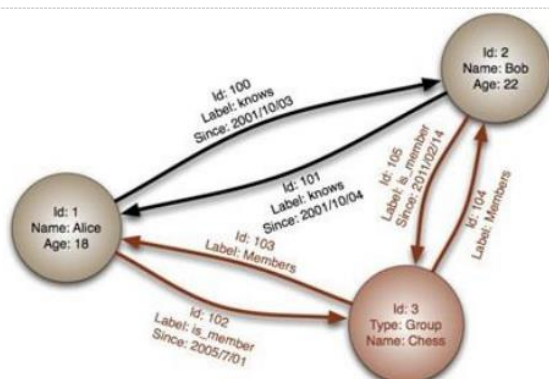 Id: 2
Name: Bob
Age: 22
Id: 100
Label: knows
Since: 2001/10/03
Id: 101
Label: knows
Since: 2001/10/04
Id: 105
Label: is_member
Since: 2011/02/14
Id: 104
Label: Members
Id: 1
Name: Alice
Age: 18
Id: 103
Label: Members
Id: 102
Label: is_member
Since: 2005/7/01
Id: 3
Type: Group
Name: Chess